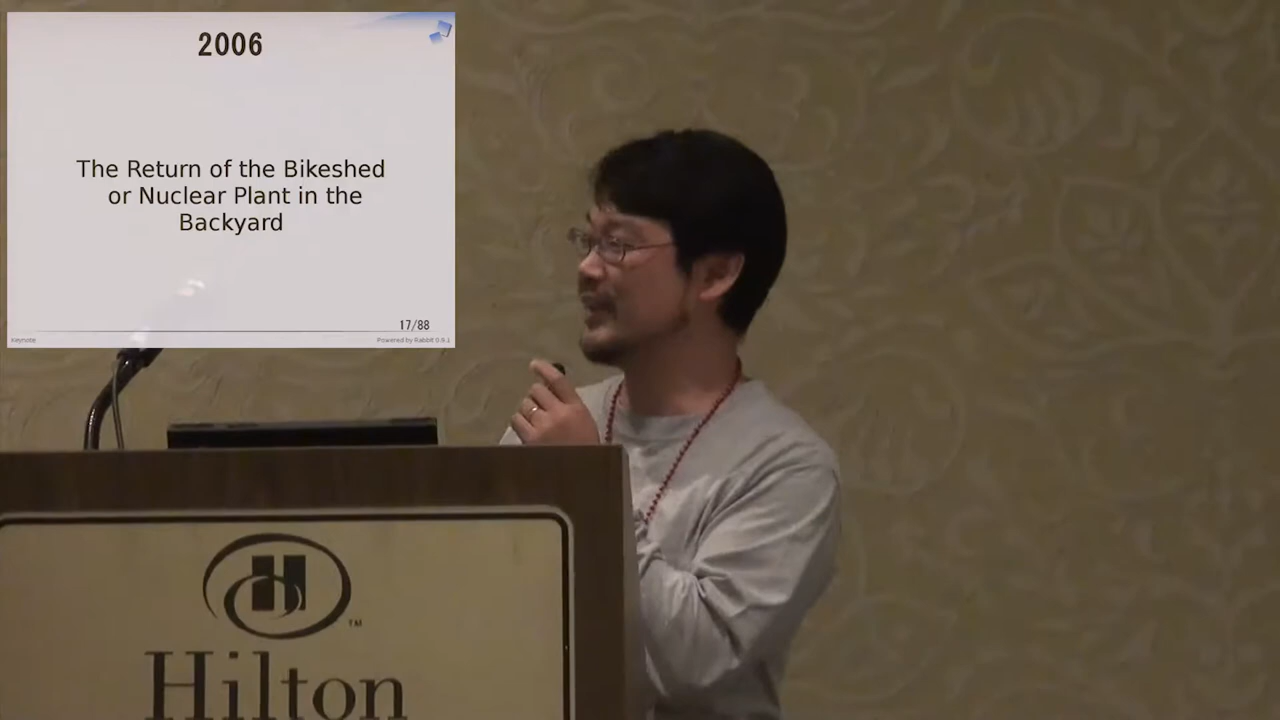 2006
The Return of the Bikeshed
or Nuclear Plant in the
Backyard
17/88
Keynote
Powered by Rabbit 0.9.1
H
TM
Hilton